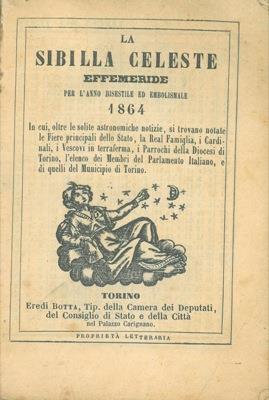 LA
SIBILLA CELESTE
EFFEMERIDE
PER L'ANNO BISESTILE ED EMBOLISMALE
1864
In cui, oltre le solite astronomiche notizie, si trovano notate
le Fiere principali dello Stato, la Real Famiglia, i Cardi-
nali, i Vescovi in terraferma, i Parrochi della Diocesi di
Torino, l'elenco dei Membri del Parlamento Italiano, e
di quelli del Municipio di Torino.
TORINO
Eredi BOTTA, Tip. della Camera dei Deputati,
del Consiglio di Stato e della Città
nel Palazzo Carignano.
PROPRIETÀ LETTERARIA